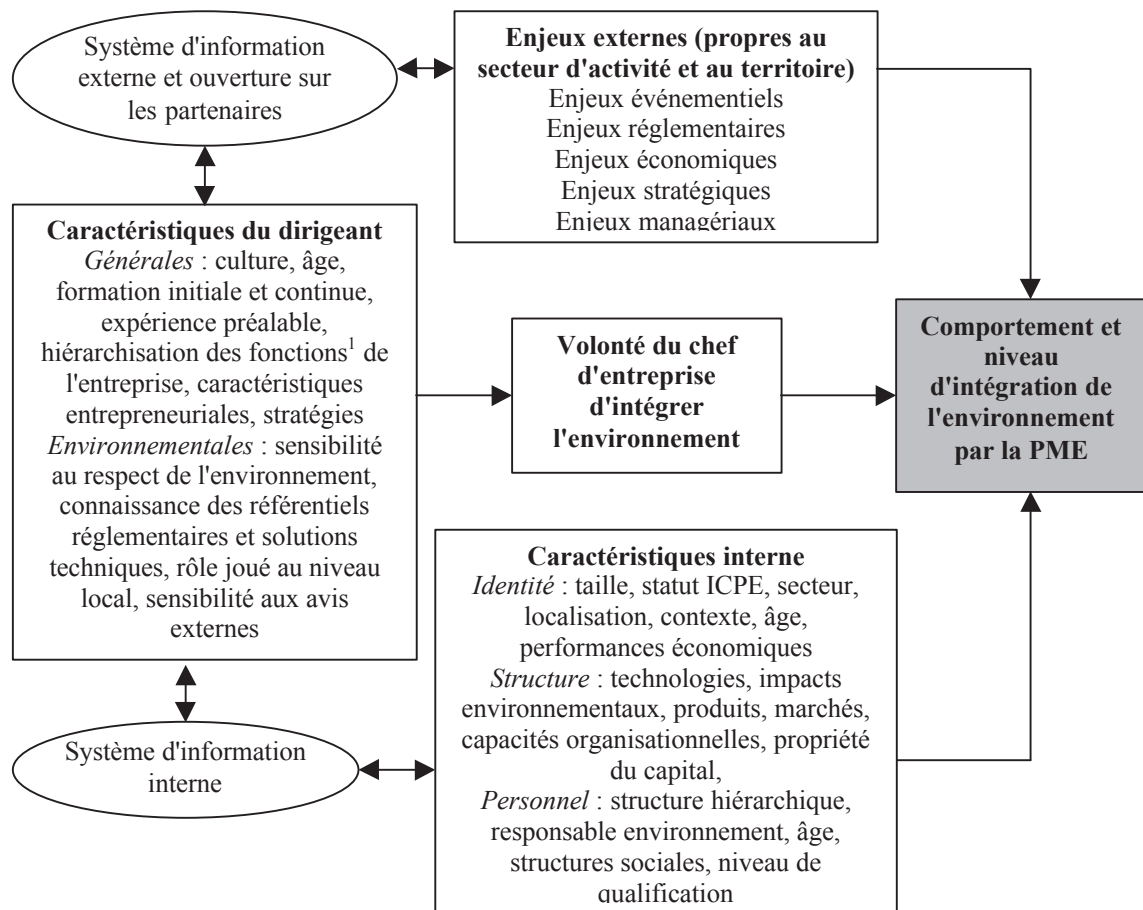 Système d'information
externe et ouverture sur
les partenaires
Enjeux externes (propres au
secteur d'activité et au territoire)
Enjeux événementiels
Enjeux réglementaires
Enjeux économiques
Enjeux stratégiques
Enjeux managériaux
Caractéristiques du dirigeant
Générales : culture, âge,
formation initiale et continue,
expérience préalable,
hiérarchisation des fonctions¹ de
l'entreprise, caractéristiques
entrepreneuriales, stratégies
Environnementales : sensibilité
au respect de l'environnement,
connaissance des référentiels
réglementaires et solutions
techniques, rôle joué au niveau
local, sensibilité aux avis
externes
Volonté du chef
d'entreprise
d'intégrer
l'environnement
Comportement et
niveau
d'intégration de
l'environnement
par la PME
Système d'information
interne
Caractéristiques interne
Identité : taille, statut ICPE, secteur,
localisation, contexte, âge,
performances économiques
Structure : technologies, impacts
environnementaux, produits, marchés,
capacités organisationnelles, propriété
du capital,
Personnel : structure hiérarchique,
responsable environnement, âge,
structures sociales, niveau de
qualification